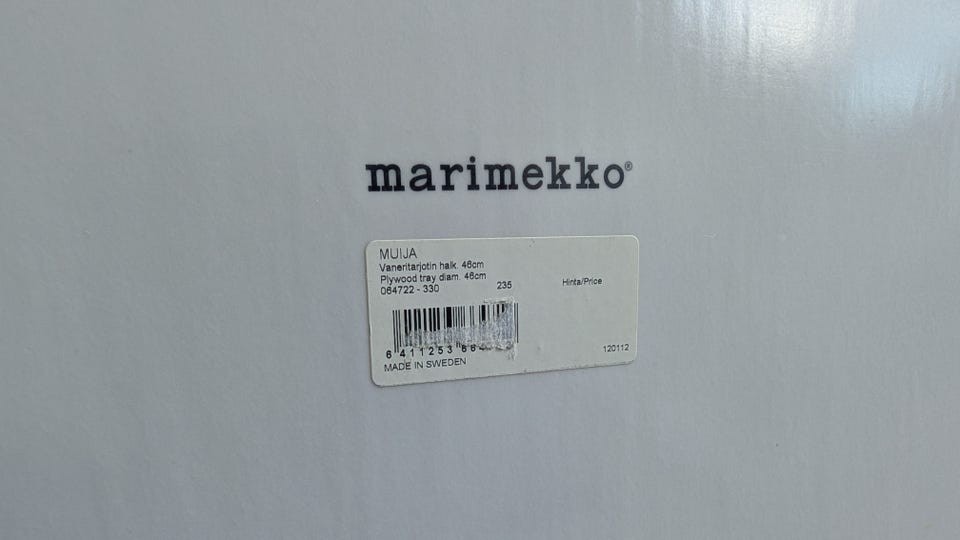 marimekko®
MUIJA
Vaneritarjotin halk. 46cm
Plywood tray diam. 46cm
064722 - 330 235 Hinta/Price
MADE IN SWEDEN
120112